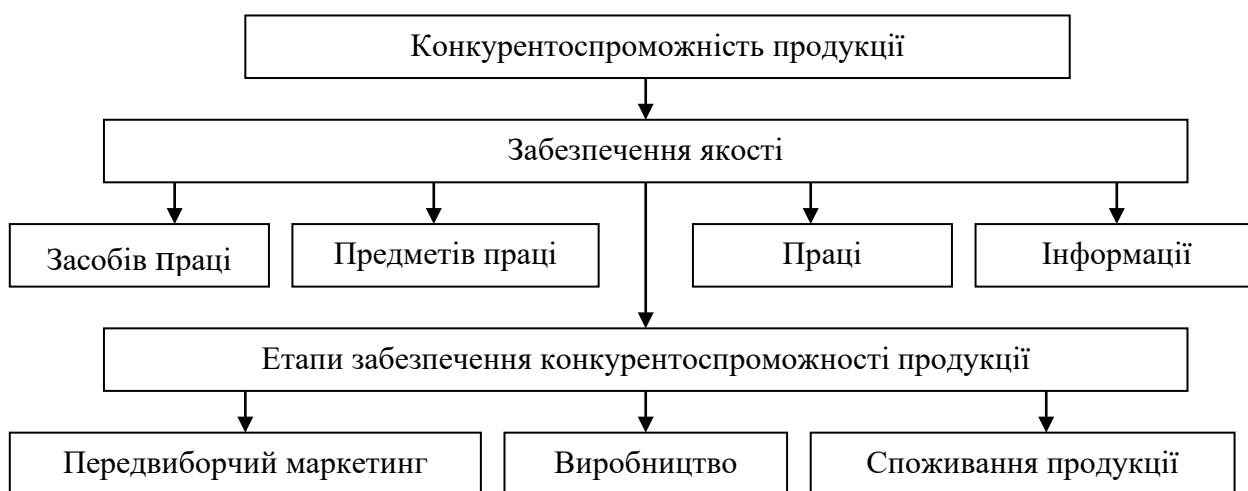 Конкурентоспроможність продукції
Забезпечення якості
Засобів праці
Предметів праці
Праці
Інформації
Етапи забезпечення конкурентоспроможності продукції
Передвиборчий маркетинг
Виробництво
Споживання продукції